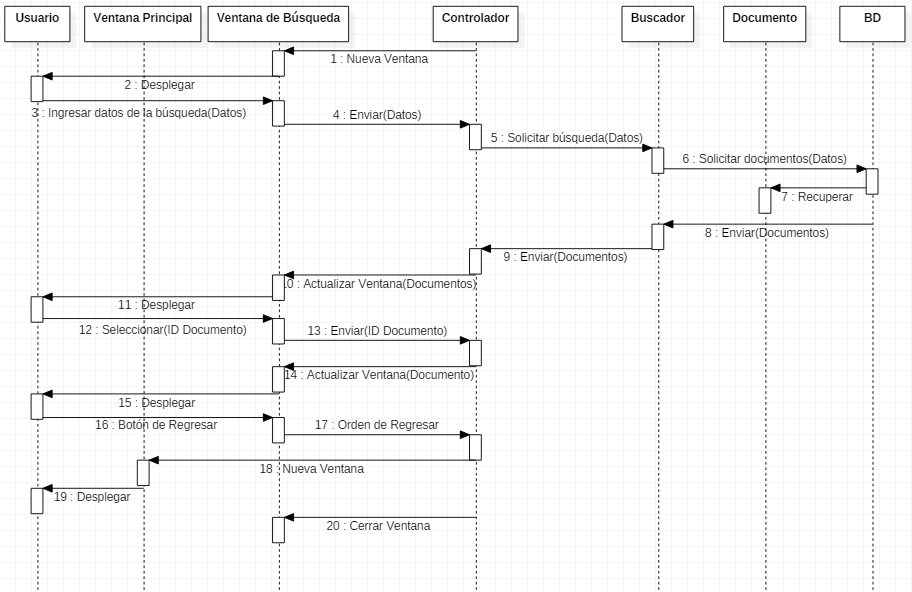 Usuario
Ventana Principal
Ventana de Búsqueda
Controlador
Buscador
Documento
BD
1 : Nueva Ventana
2 : Desplegar
3 : Ingresar datos de la búsqueda(Datos)
4 : Enviar(Datos)
5 : Solicitar búsqueda(Datos)
6 : Solicitar documentos(Datos)
7 : Recuperar
8 : Enviar(Documentos)
9 : Enviar(Documentos)
10 : Actualizar Ventana(Documentos)
11 : Desplegar
12 : Seleccionar(ID Documento)
13 : Enviar(ID Documento)
14 : Actualizar Ventana(Documento)
15 : Desplegar
16 : Botón de Regresar
17 : Orden de Regresar
18 : Nueva Ventana
19 : Desplegar
20 : Cerrar Ventana